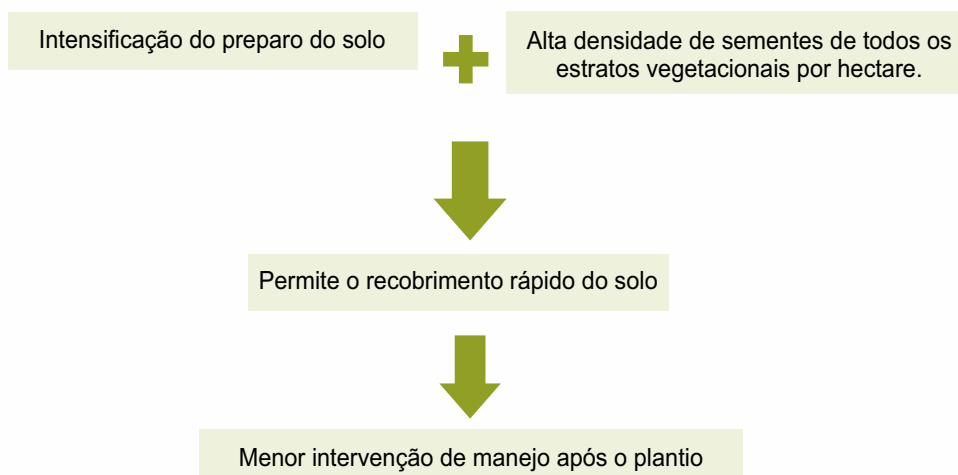 Intensificação do preparo do solo
Alta densidade de sementes de todos os
estratos vegetacionais por hectare.
Permite o recobrimento rápido do solo
Menor intervenção de manejo após o plantio